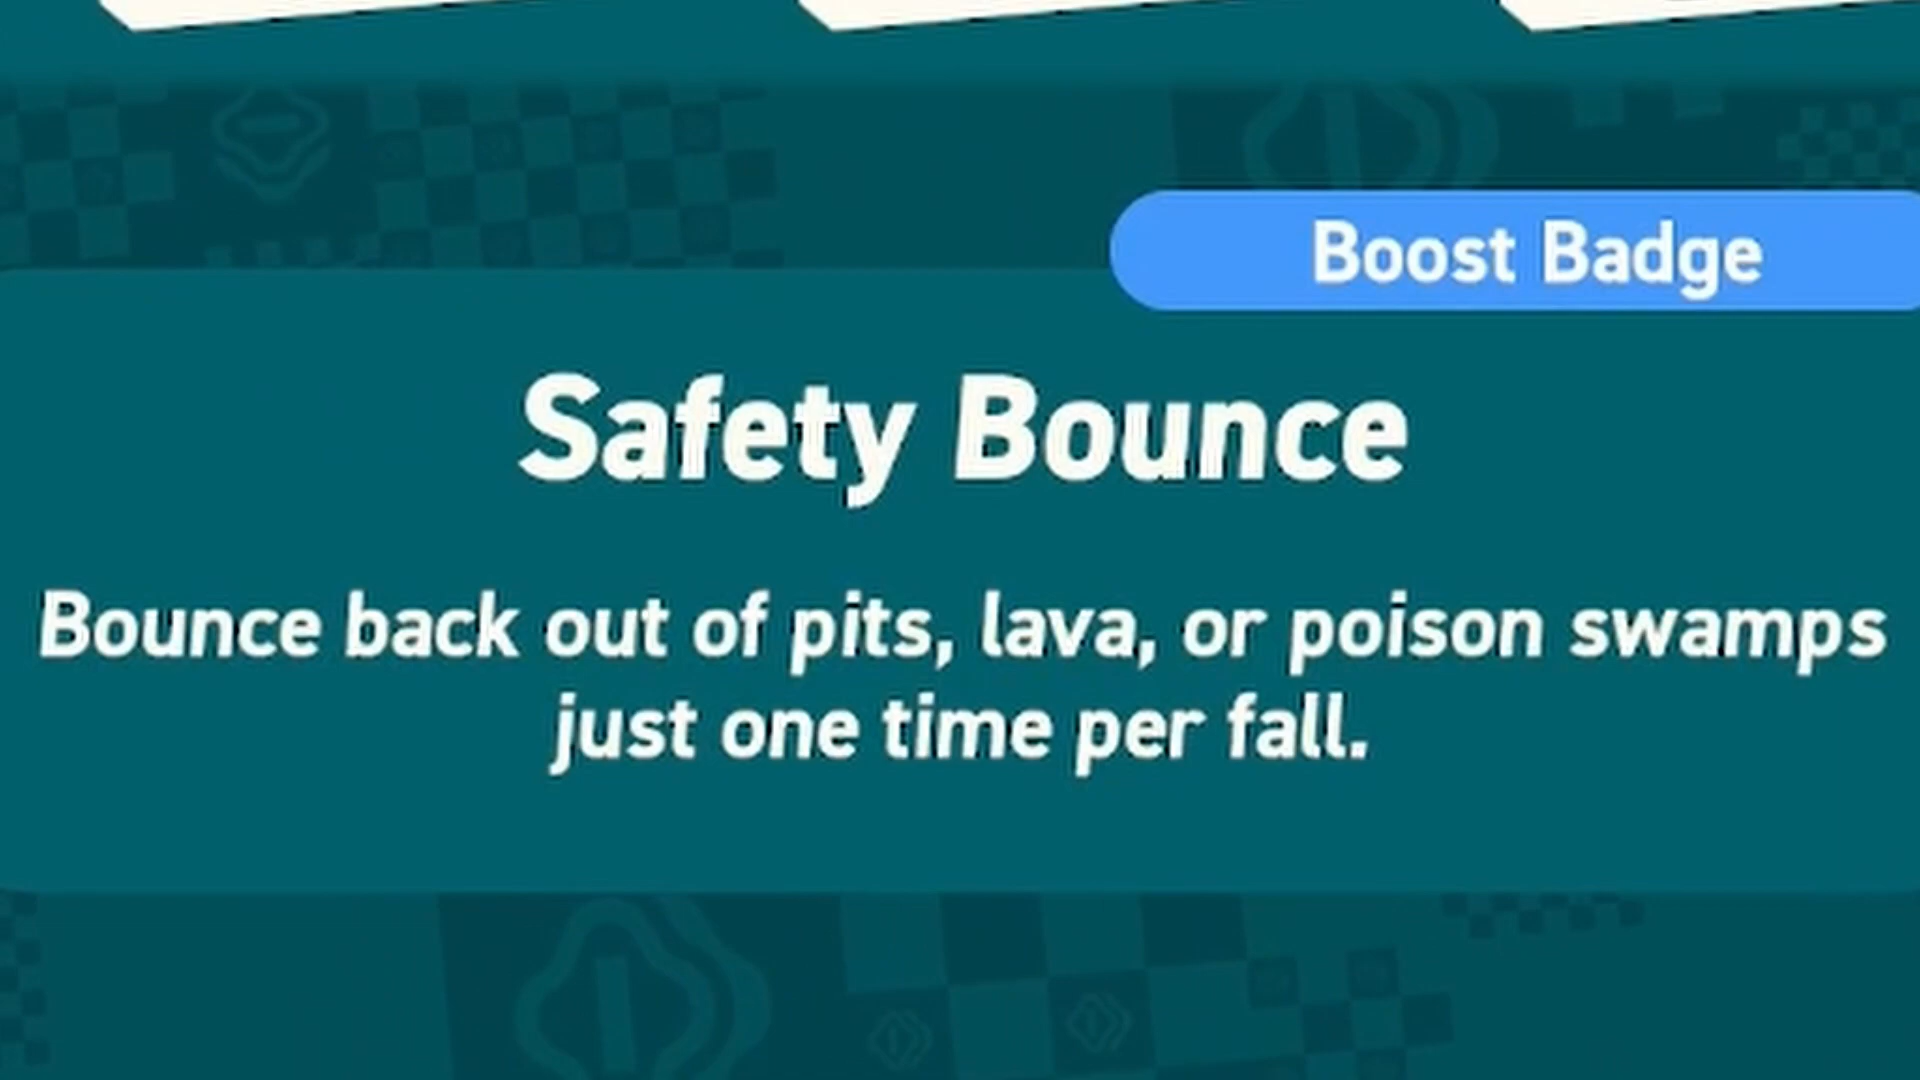 Boost Badge
Safety Bounce
Bounce back out of pits, lava, or poison swamps
just one time per fall.